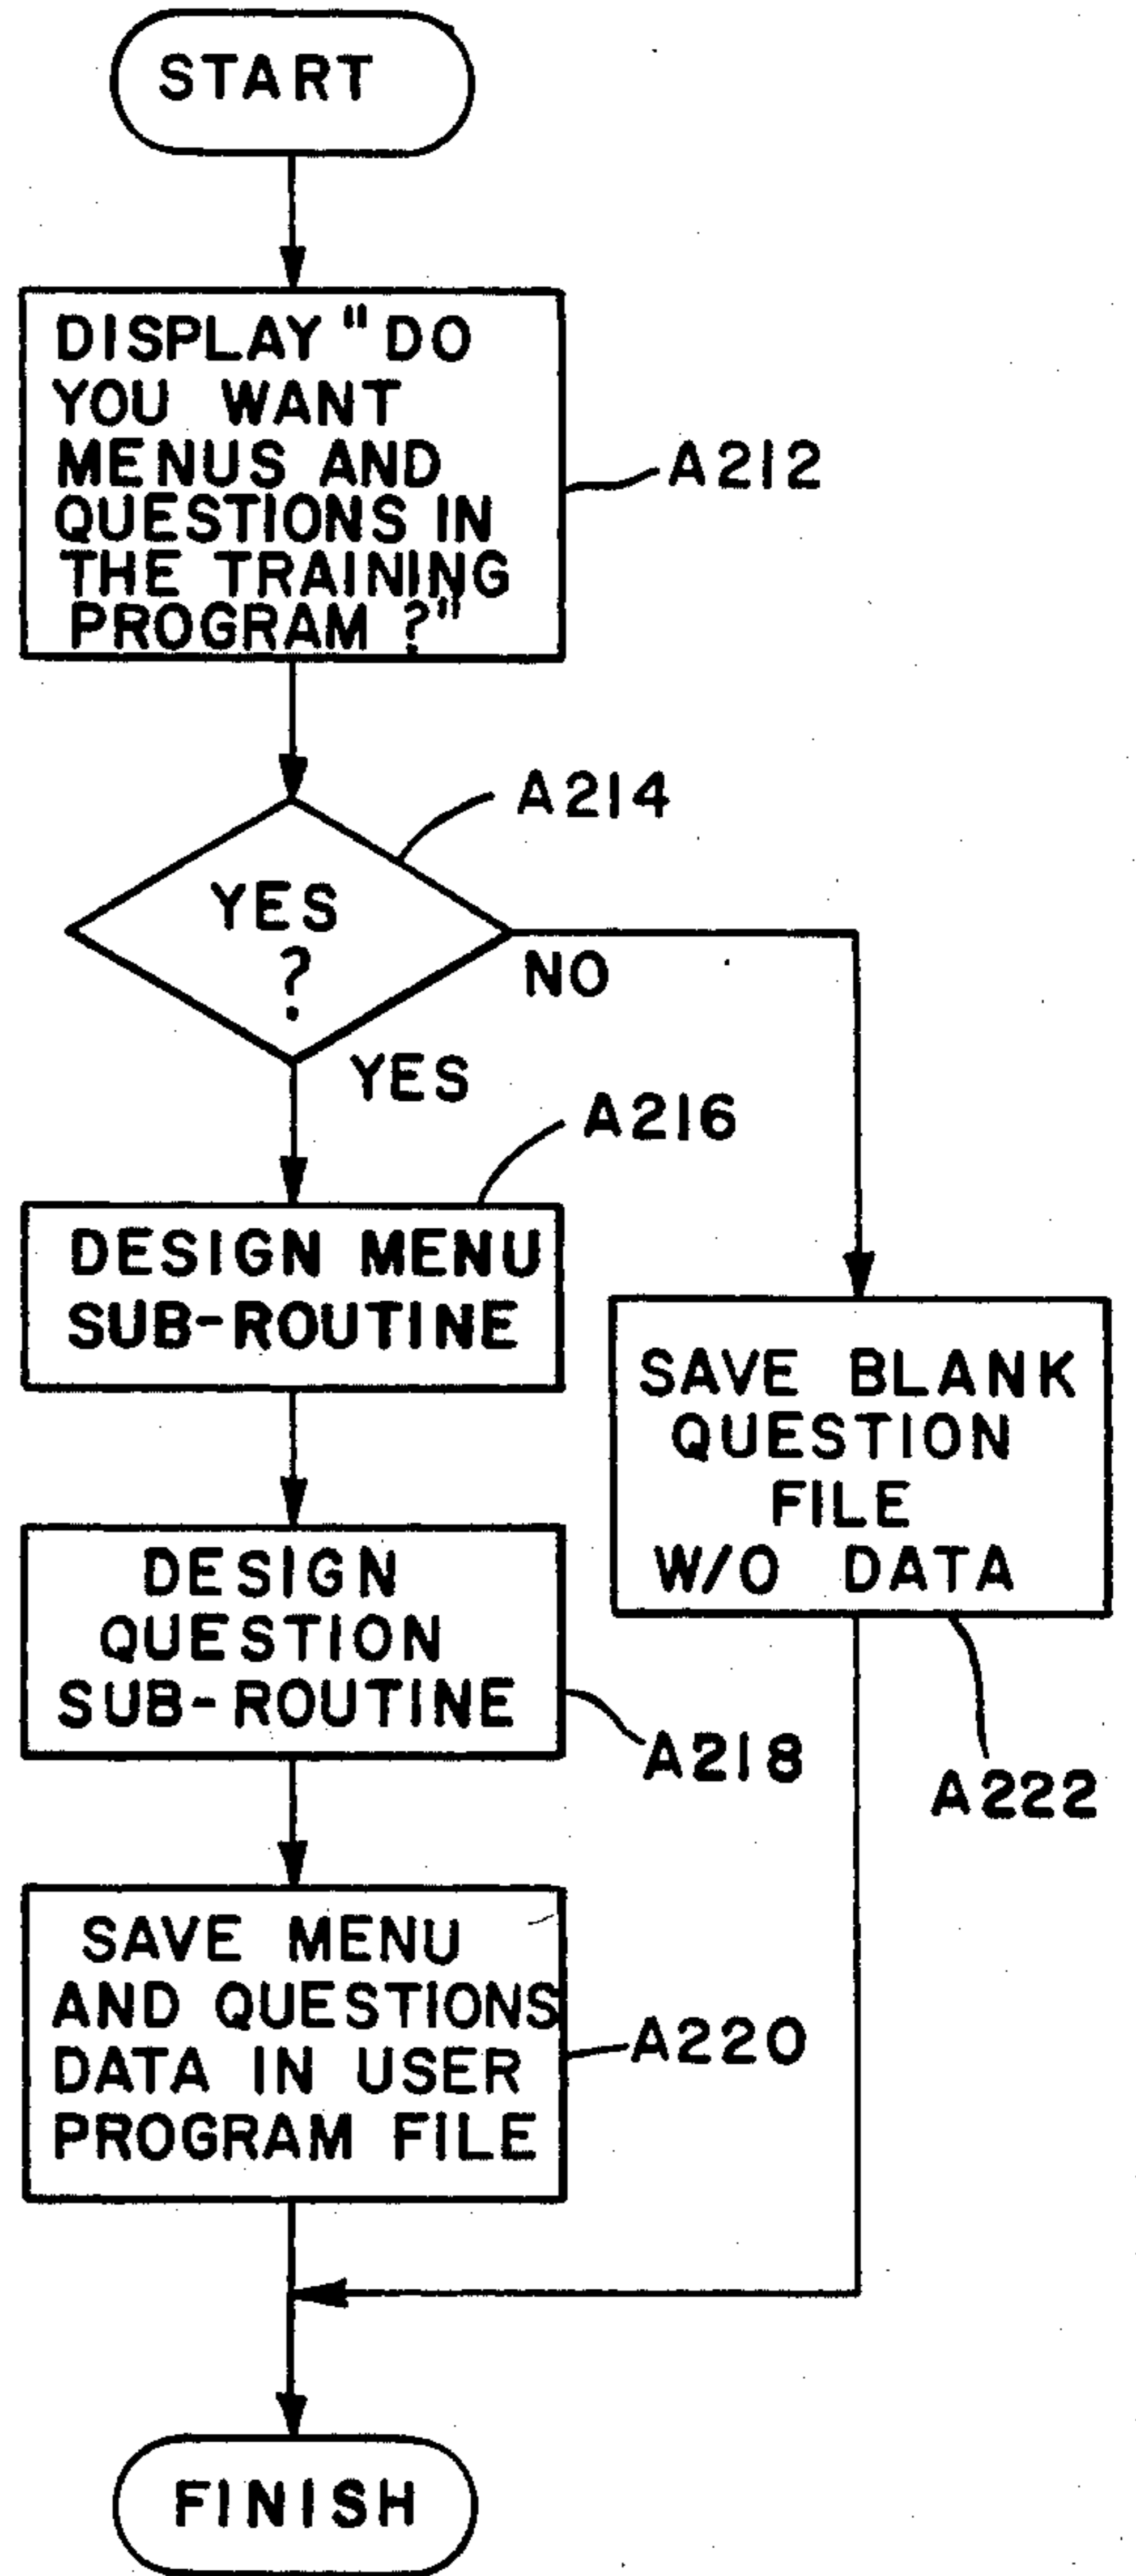 START
DISPLAY "DO
YOU WANT
MENUS AND
QUESTIONS IN
THE TRAINING
PROGRAM ?"
A212
A214
YES
?
NO
YES
A216
DESIGN MENU
SUB-ROUTINE
SAVE BLANK
QUESTION
FILE
W/O DATA
A222
DESIGN
QUESTION
SUB-ROUTINE
A218
SAVE MENU
AND QUESTIONS
DATA IN USER
PROGRAM FILE
A220
FINISH